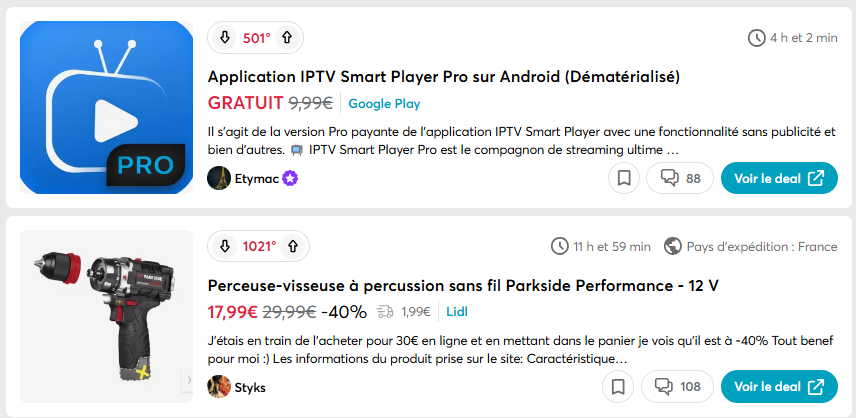 501°
4 h et 2 min
Application IPTV Smart Player Pro sur Android (Dématérialisé)
GRATUIT 9,99€ Google Play
Il s'agit de la version Pro payante de l'application IPTV Smart Player avec une fonctionnalité sans publicité et
bien d'autres. 📺 IPTV Smart Player Pro est le compagnon de streaming ultime …
PRO
Etymac
88
Voir le deal
1021°
11 h et 59 min
Pays d'expédition : France
Perceuse-visseuse à percussion sans fil Parkside Performance - 12 V
17,99€ 29,99€ -40% 1,99€ Lidl
PARKSIDE
J'étais en train de l'acheter pour 30€ en ligne et en mettant dans le panier je vois qu'il est à -40% Tout benef
pour moi :) Les informations du produit prise sur le site: Caractéristique…
Styks
108
Voir le deal